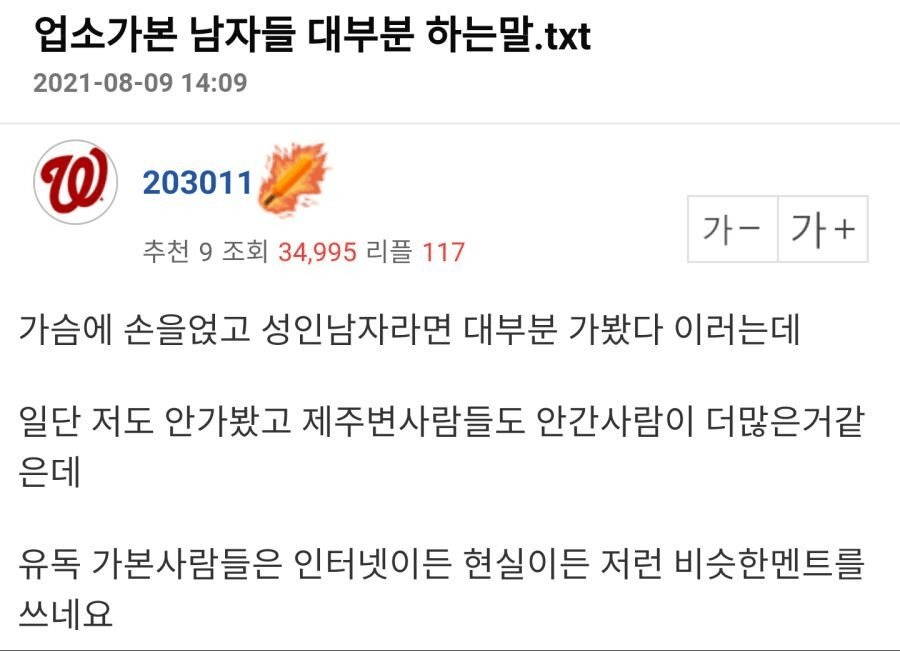 업소가본 남자들 대부분 하는말.txt
2021-08-09 14:09
W
203011
추천 9 조회 34,995 리플 117
가- 가+
가슴에 손을얹고 성인남자라면 대부분 가봤다 이러는데
일단 저도 안가봤고 제주변사람들도 안간사람이 더많은거같
은데
유독 가본사람들은 인터넷이든 현실이든 저런 비슷한멘트를
쓰네요